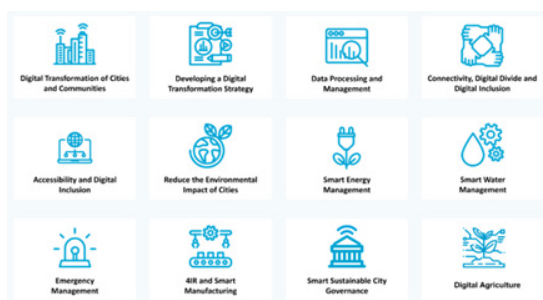 Digital Transformation of Cities
and Communities
Developing a Digital
Transformation Strategy
Data Processing and
Management
Connectivity, Digital Divide and
Digital Inclusion
Accessibility and Digital
Inclusion
Reduce the Environmental
Impact of Cities
Smart Energy
Management
Smart Water
Management
Emergency
Management
4IR and Smart
Manufacturing
Smart Sustainable City
Governance
Digital Agriculture